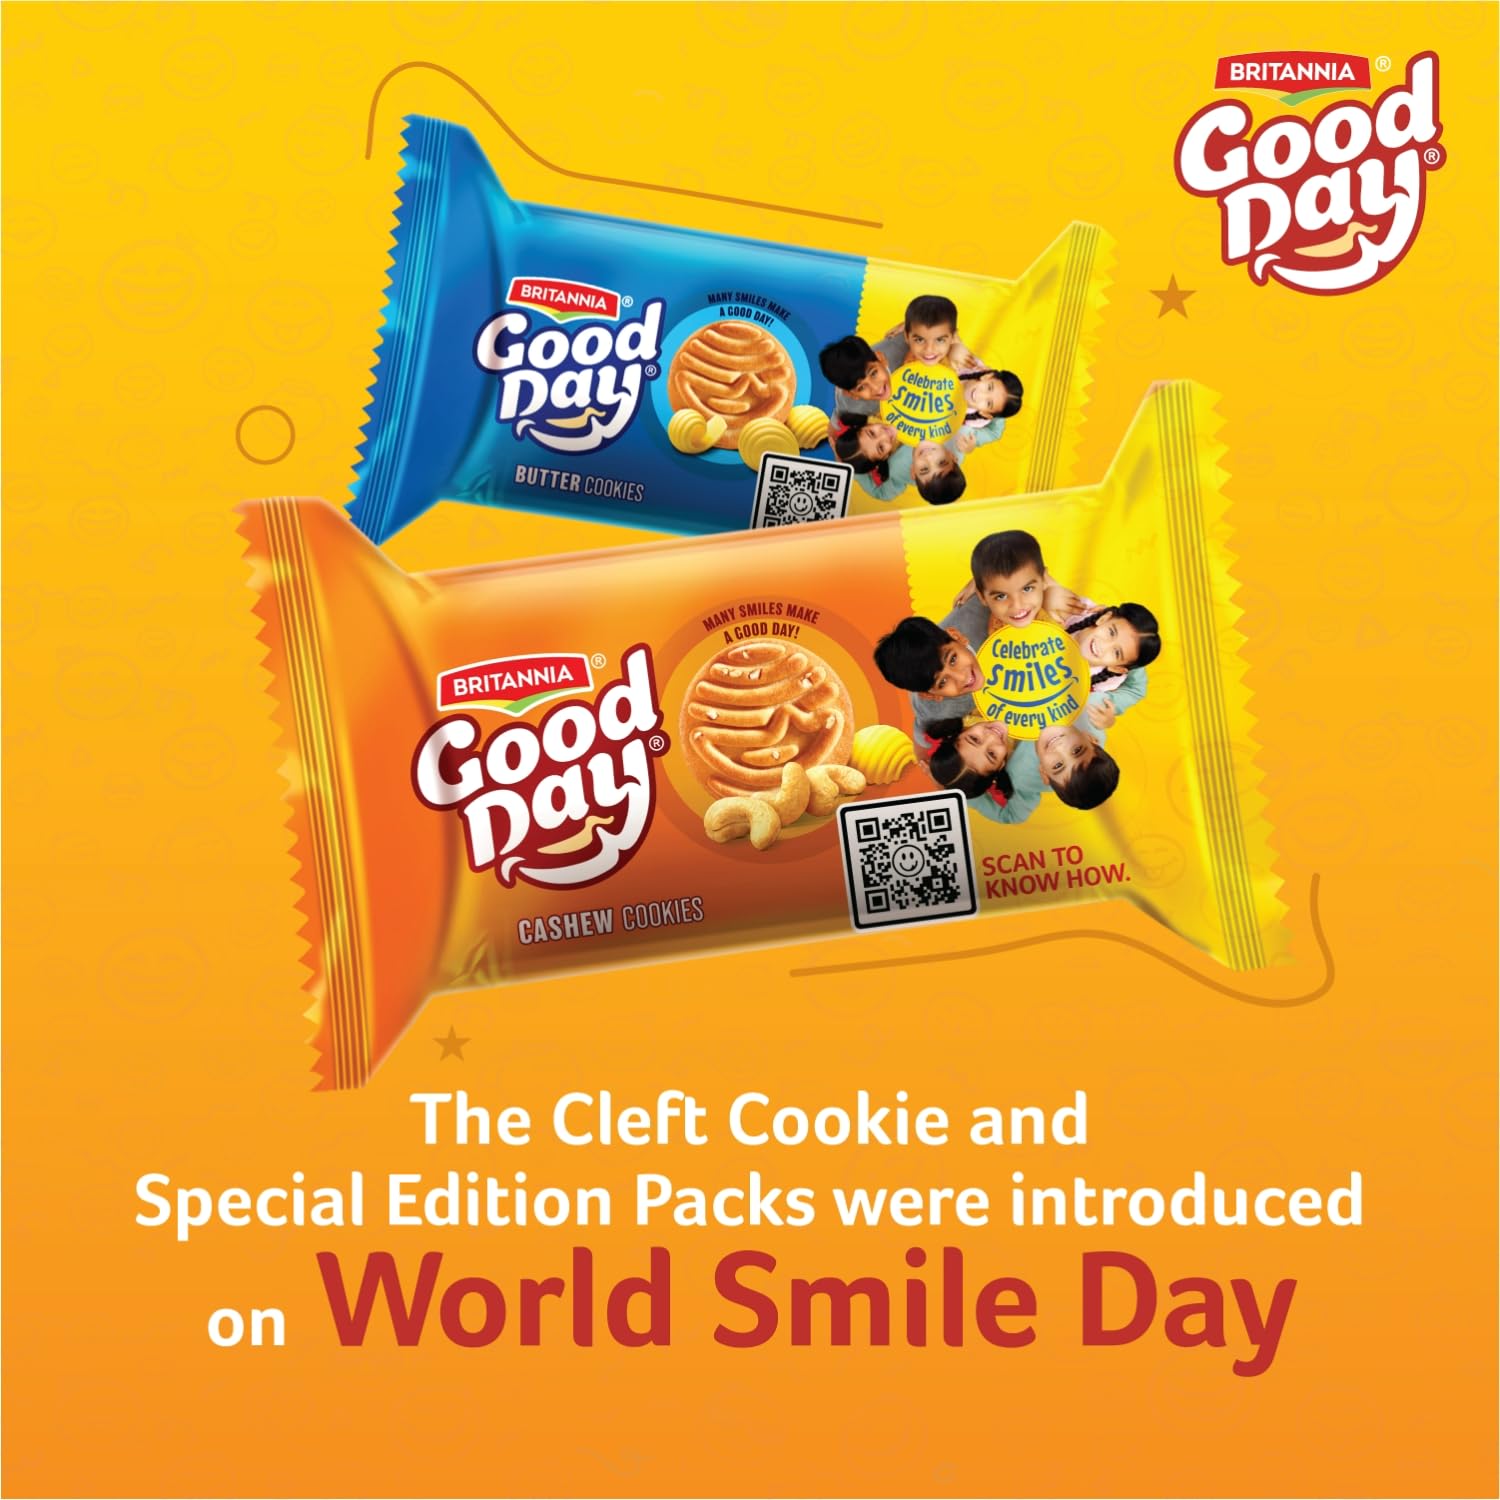 BRITANNIA ®
Good
Day ®
BRITANNIA ®
Good
Day ®
BUTTER COOKIES
MANY SMILES MAKE
A GOOD DAY!
Celebrate
smiles
of every kind
BRITANNIA ®
Good
Day ®
CASHEW COOKIES
MANY SMILES MAKE
A GOOD DAY!
Celebrate
smiles
of every kind
SCAN TO
KNOW HOW.
The Cleft Cookie and
Special Edition Packs were introduced
on World Smile Day